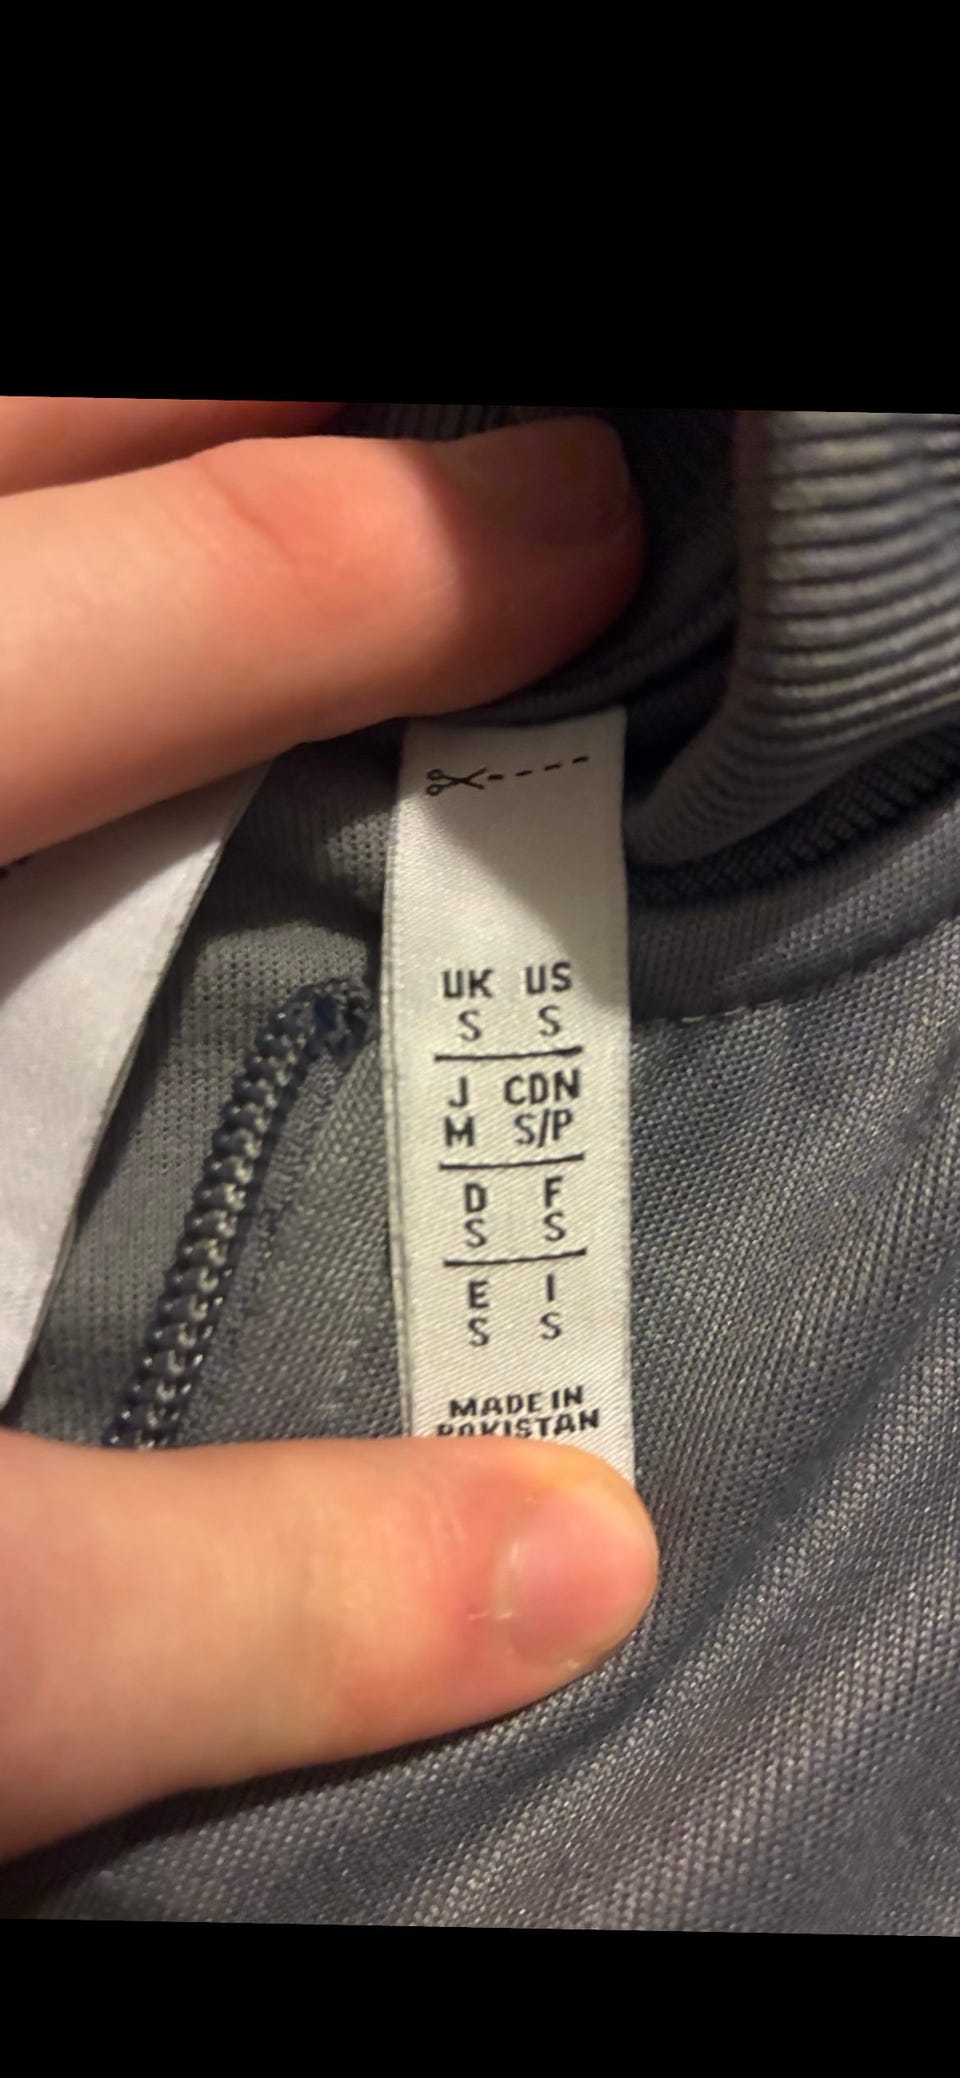 UK US
S S
J CDN
M S/P
D F
S S
E I
S S
MADE IN
PAKISTAN